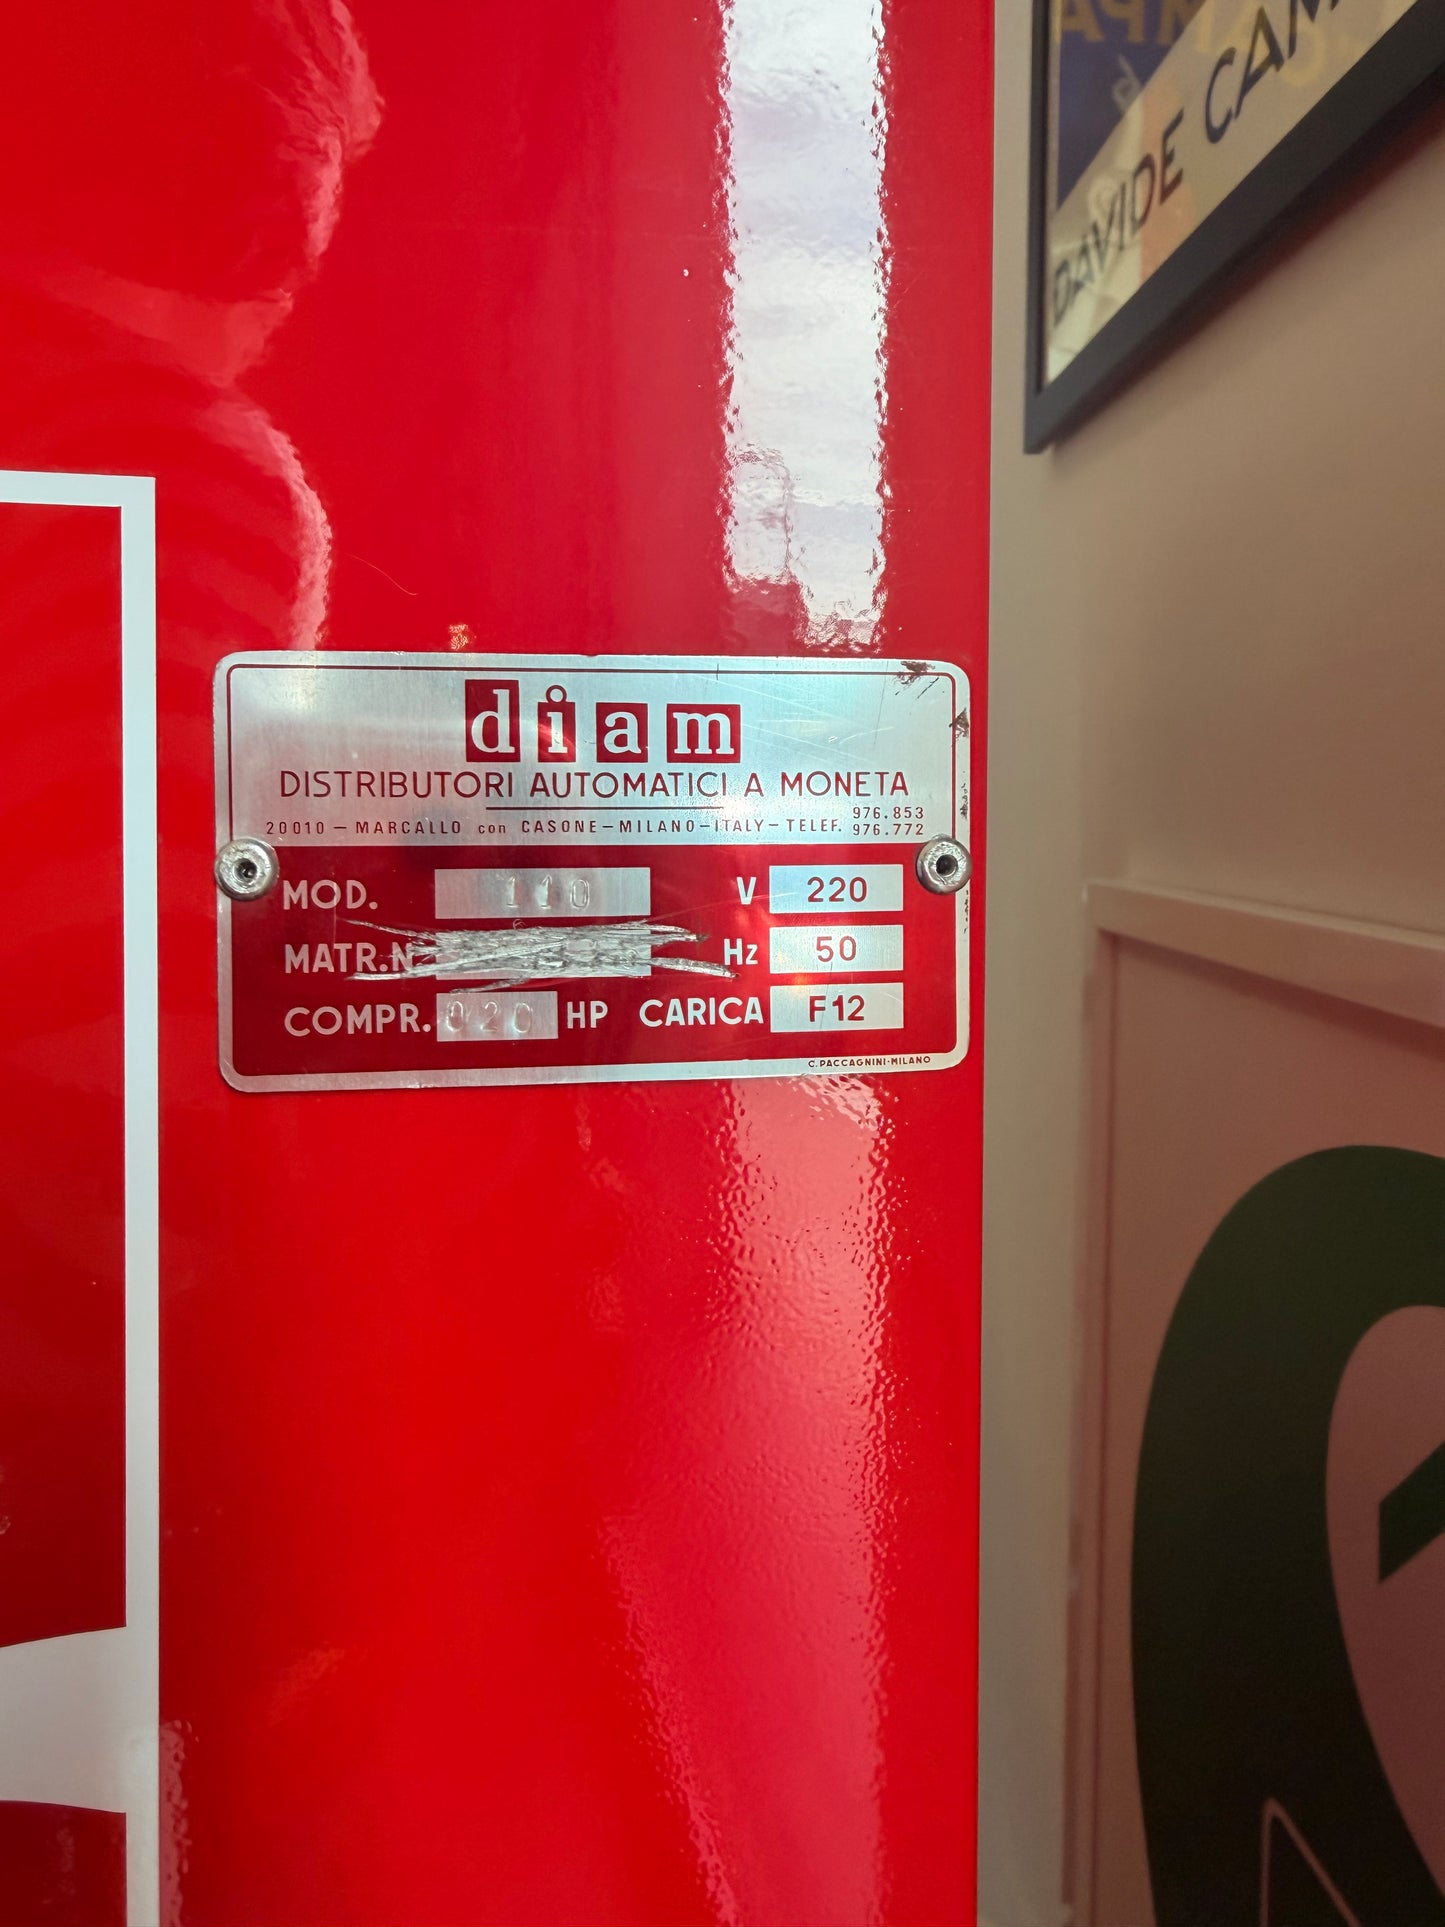 DAVIDE CAM
diam
DISTRIBUTORI AUTOMATICI A MONETA
20010 — MARCALLO con CASONE — MILANO — ITALY — TELEF. 976.853
976.772
MOD. 110 V 220
MATR.N Hz 50
COMPR. 020 HP CARICA F12
C. PACCAGNINI-MILANO